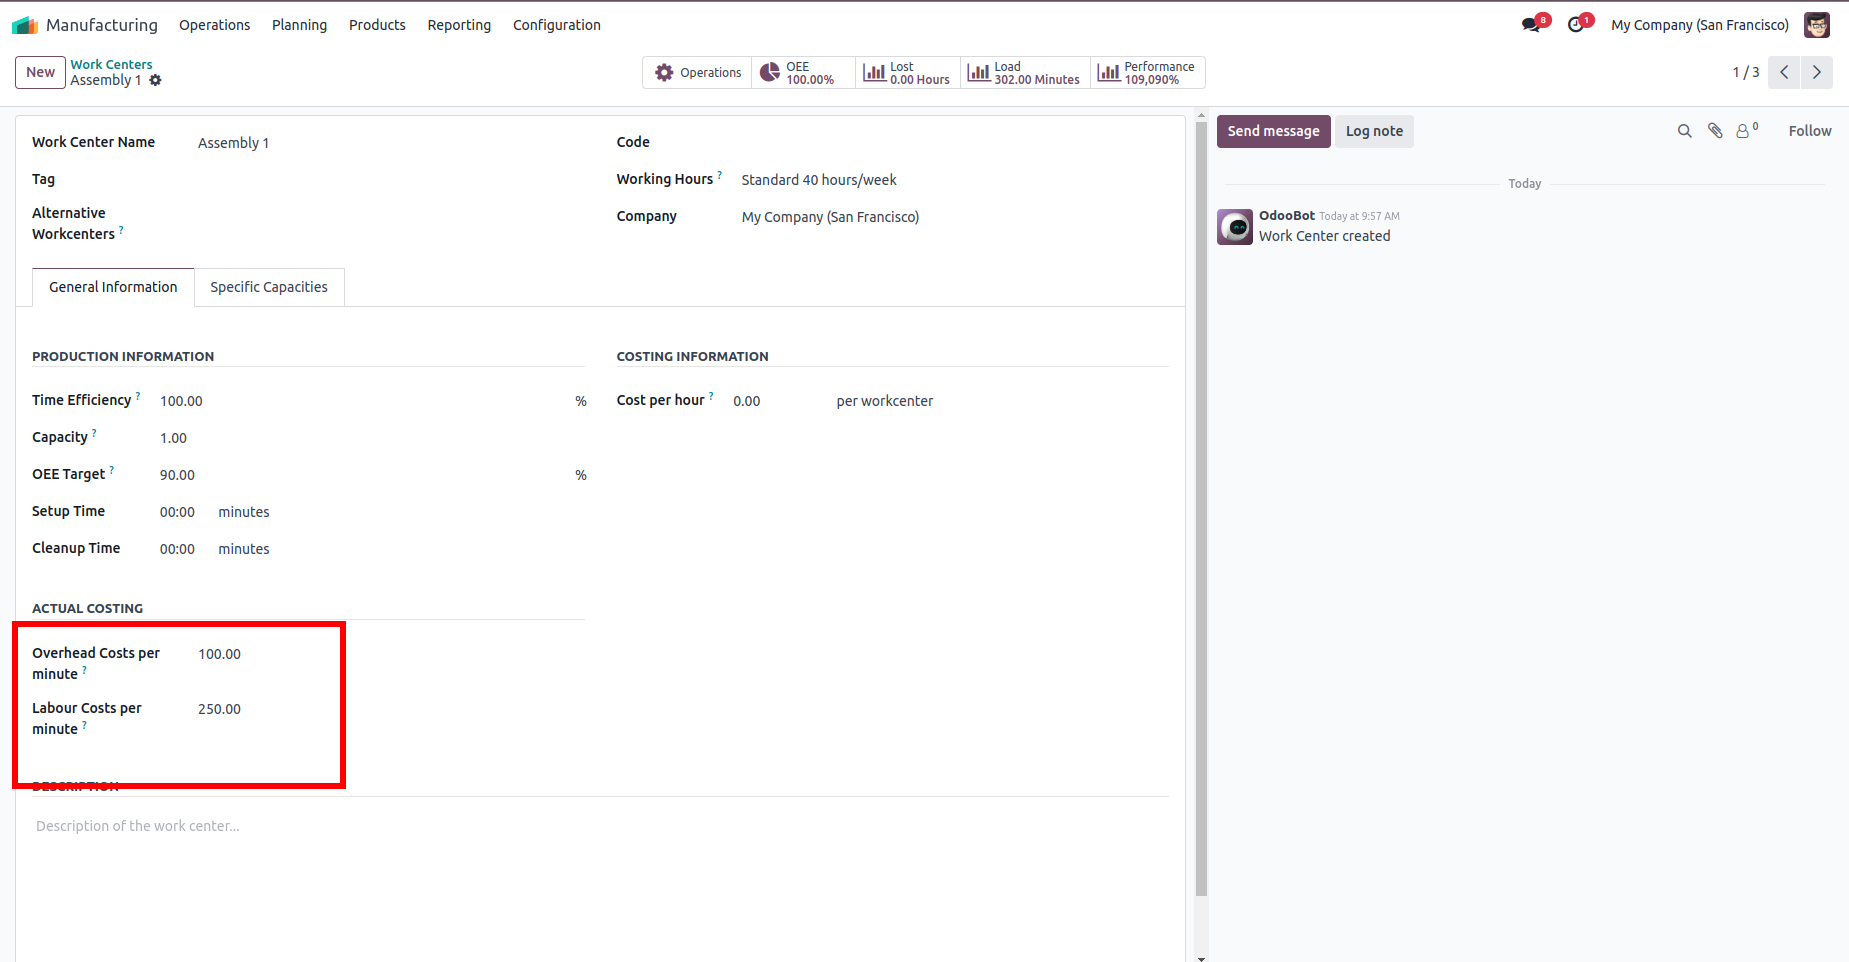 Manufacturing Operations Planning Products Reporting Configuration 8 1 My Company (San Francisco)
New Work Centers
Assembly 1
Operations OEE Lost Load Performance
100.00% 0.00 Hours 302.00 Minutes 109,090%
1 / 3
Work Center Name Assembly 1 Code
Tag Working Hours ? Standard 40 hours/week
Alternative
Workcenters ? Company My Company (San Francisco)
General Information Specific Capacities
PRODUCTION INFORMATION COSTING INFORMATION
Time Efficiency ? 100.00 % Cost per hour ? 0.00 per workcenter
Capacity ? 1.00
OEE Target ? 90.00 %
Setup Time 00:00 minutes
Cleanup Time 00:00 minutes
ACTUAL COSTING
Overhead Costs per
minute ? 100.00
Labour Costs per
minute ? 250.00
DESCRIPTION
Description of the work center...
Send message Log note 0 Follow
Today
OdooBot Today at 9:57 AM
Work Center created